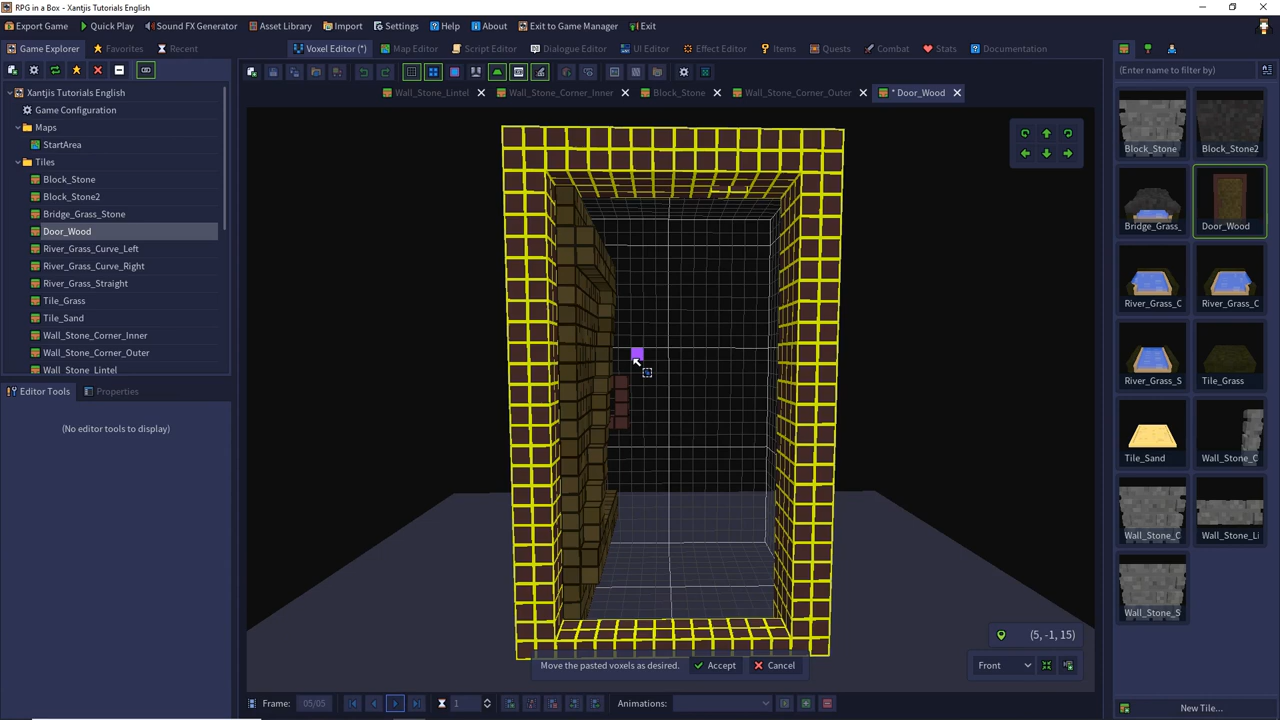 RPG in a Box - Xantjis Tutorials English
Export Game Quick Play Sound FX Generator Asset Library Import Settings Help About Exit to Game Manager Exit
Game Explorer Favorites Recent
Voxel Editor (*) Map Editor Script Editor Dialogue Editor UI Editor Effect Editor Items Quests Combat Stats Documentation
Wall_Stone_Lintel Wall_Stone_Corner_Inner Block_Stone Wall_Stone_Corner_Outer * Door_Wood
Xantjis Tutorials English
Game Configuration
Maps
StartArea
Tiles
Block_Stone
Block_Stone2
Bridge_Grass_Stone
Door_Wood
River_Grass_Curve_Left
River_Grass_Curve_Right
River_Grass_Straight
Tile_Grass
Tile_Sand
Wall_Stone_Corner_Inner
Wall_Stone_Corner_Outer
Wall_Stone_Lintel
Editor Tools Properties
(No editor tools to display)
(5, -1, 15)
Front
Move the pasted voxels as desired. Accept Cancel
Frame: 05/05 1 Animations:
(Enter name to filter by)
Block_Stone Block_Stone2
Bridge_Grass_ Door_Wood
River_Grass_C River_Grass_C
River_Grass_S Tile_Grass
Tile_Sand Wall_Stone_C
Wall_Stone_C Wall_Stone_Li
Wall_Stone_S
New Tile...